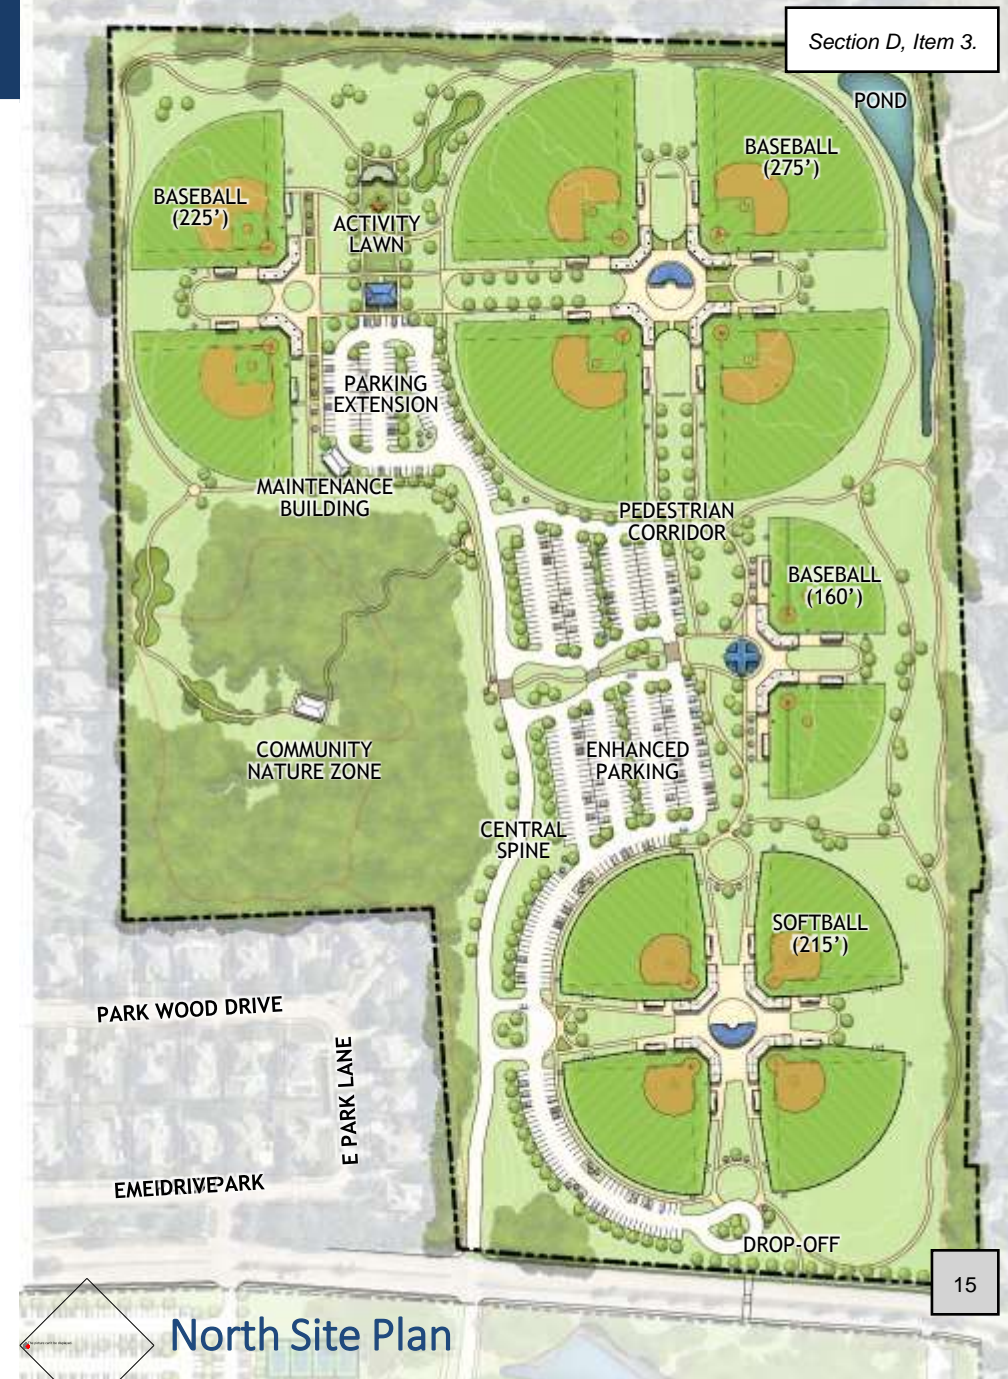 Section D, Item 3.
POND
BASEBALL
(275')
BASEBALL
(225')
ACTIVITY
LAWN
PARKING
EXTENSION
MAINTENANCE
BUILDING
PEDESTRIAN
CORRIDOR
BASEBALL
(160')
COMMUNITY
NATURE ZONE
ENHANCED
PARKING
CENTRAL
SPINE
SOFTBALL
(215')
PARK WOOD DRIVE
E PARK LANE
DROP-OFF
15
North Site Plan